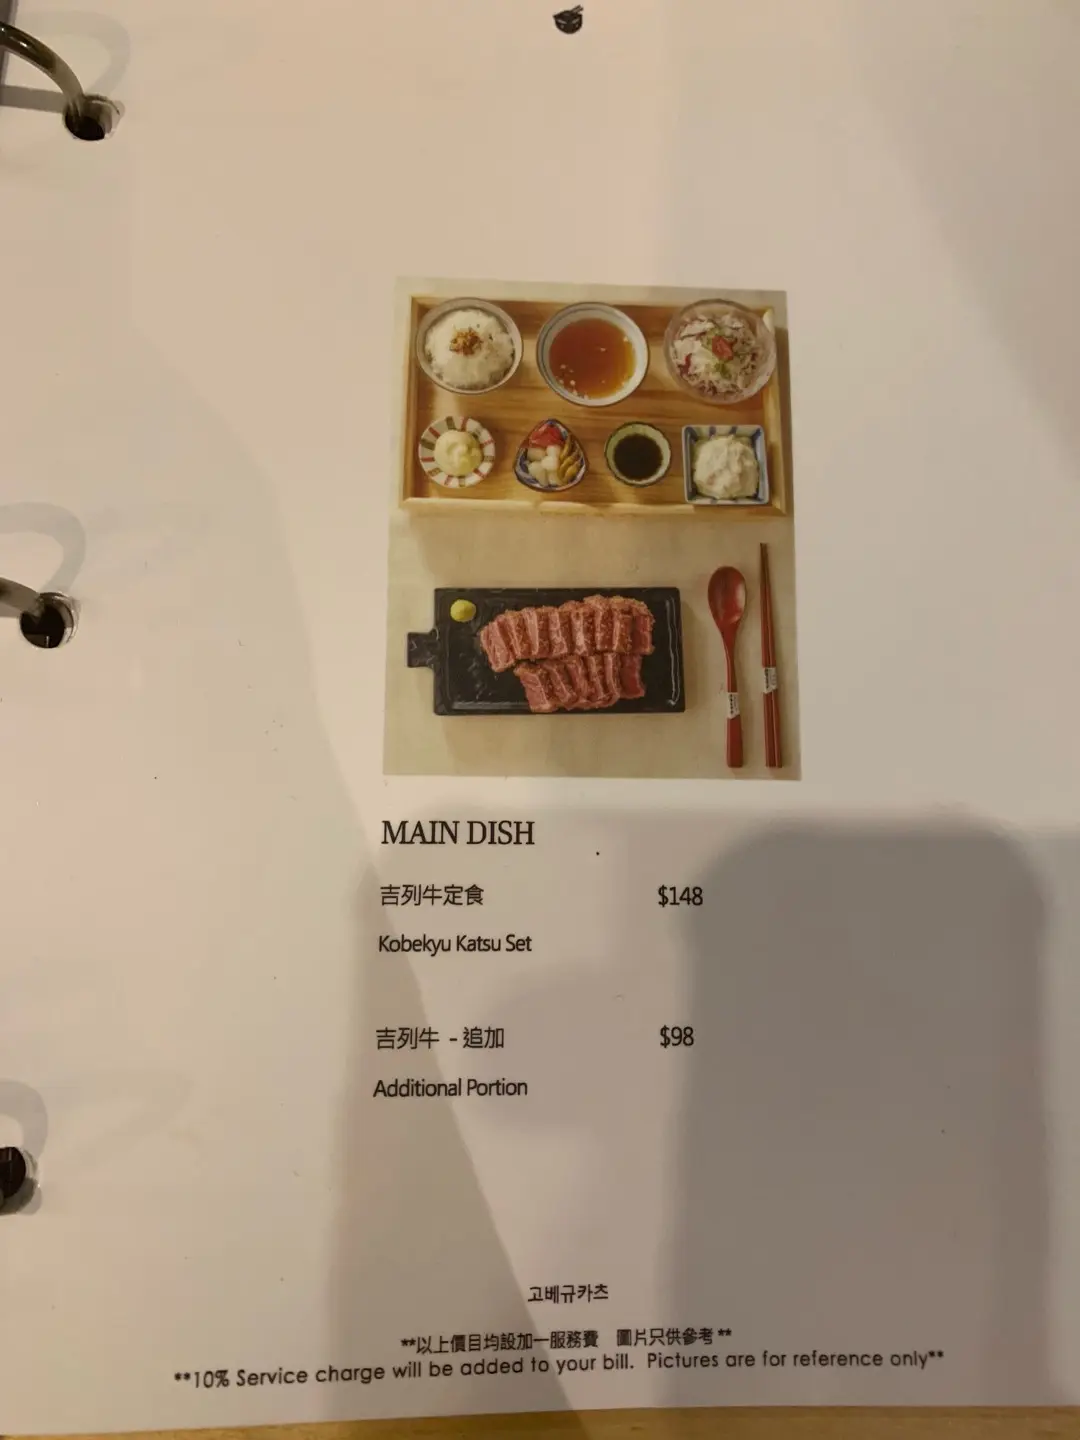 MAIN DISH
吉列牛定食 $148
Kobekyu Katsu Set
吉列牛 - 追加 $98
Additional Portion
고베규카츠
**以上價目均設加一服務費 圖片只供參考**
**10% Service charge will be added to your bill. Pictures are for reference only**